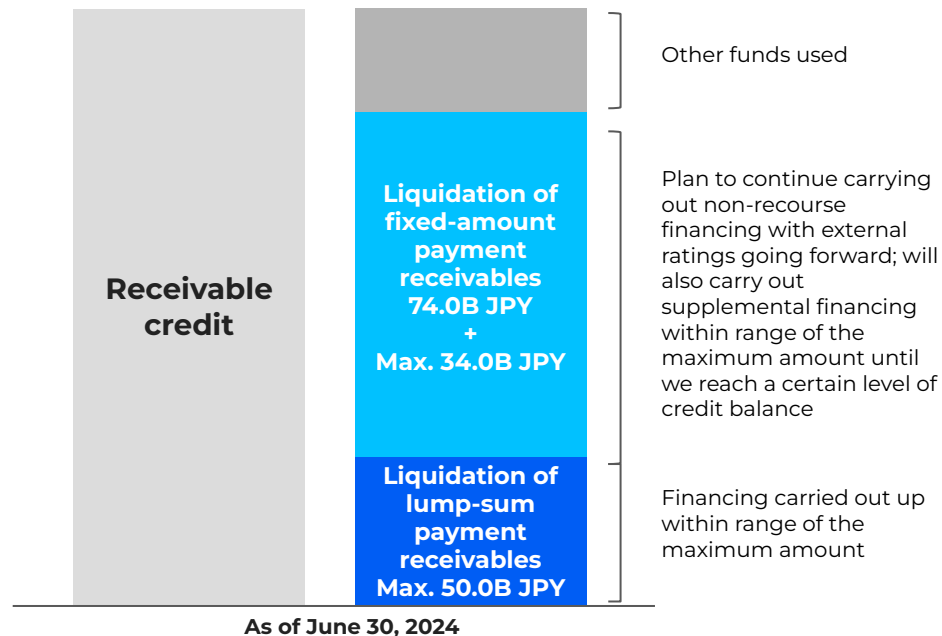 Receivable
credit
Liquidation of
fixed-amount
payment
receivables
74.0B JPY
+
Max. 34.0B JPY
Liquidation of
lump-sum
payment
receivables
Max. 50.0B JPY
Other funds used
Plan to continue carrying
out non-recourse
financing with external
ratings going forward; will
also carry out
supplemental financing
within range of the
maximum amount until
we reach a certain level of
credit balance
Financing carried out up
within range of the
maximum amount
As of June 30, 2024